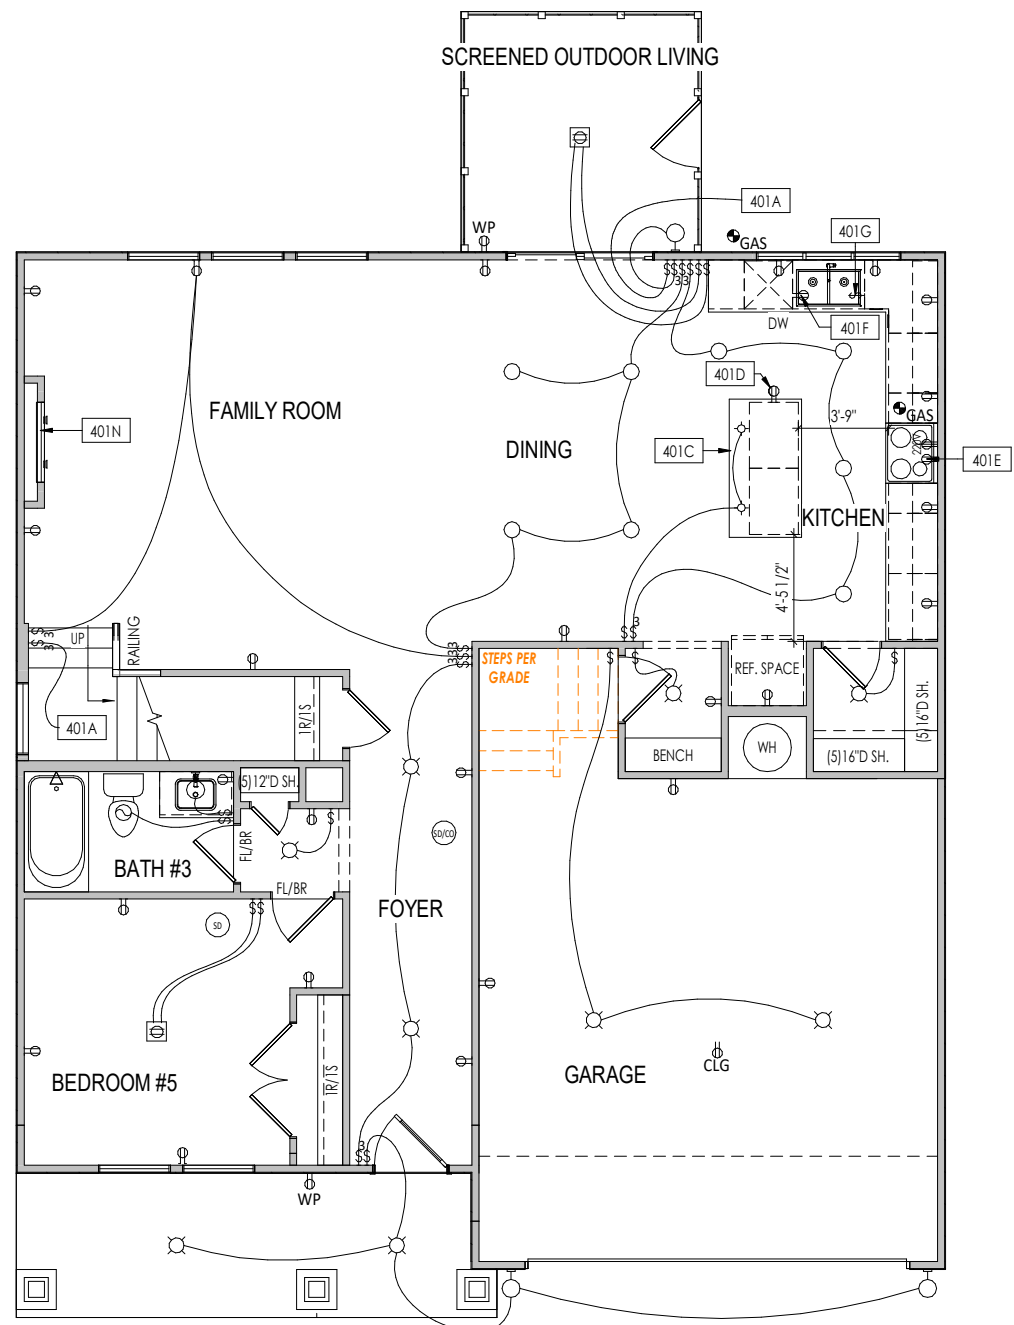 SCREENED OUTDOOR LIVING
401A
WP
GAS
401G
DW
401F
401D
FAMILY ROOM
GAS
3'-9"
401N
DINING
401C
220V
401E
KITCHEN
4'-5 1/2"
S
S
3
3
UP
RAILING
STEPS PER
GRADE
REF. SPACE
1R/1S
401A
BENCH
WH
(5)16"D SH.
(5)16"D SH.
(5)12"D SH.
SD/CO
FL/BR
BATH #3
FL/BR
FOYER
SD
CLG
GARAGE
BEDROOM #5
1R/1S
WP